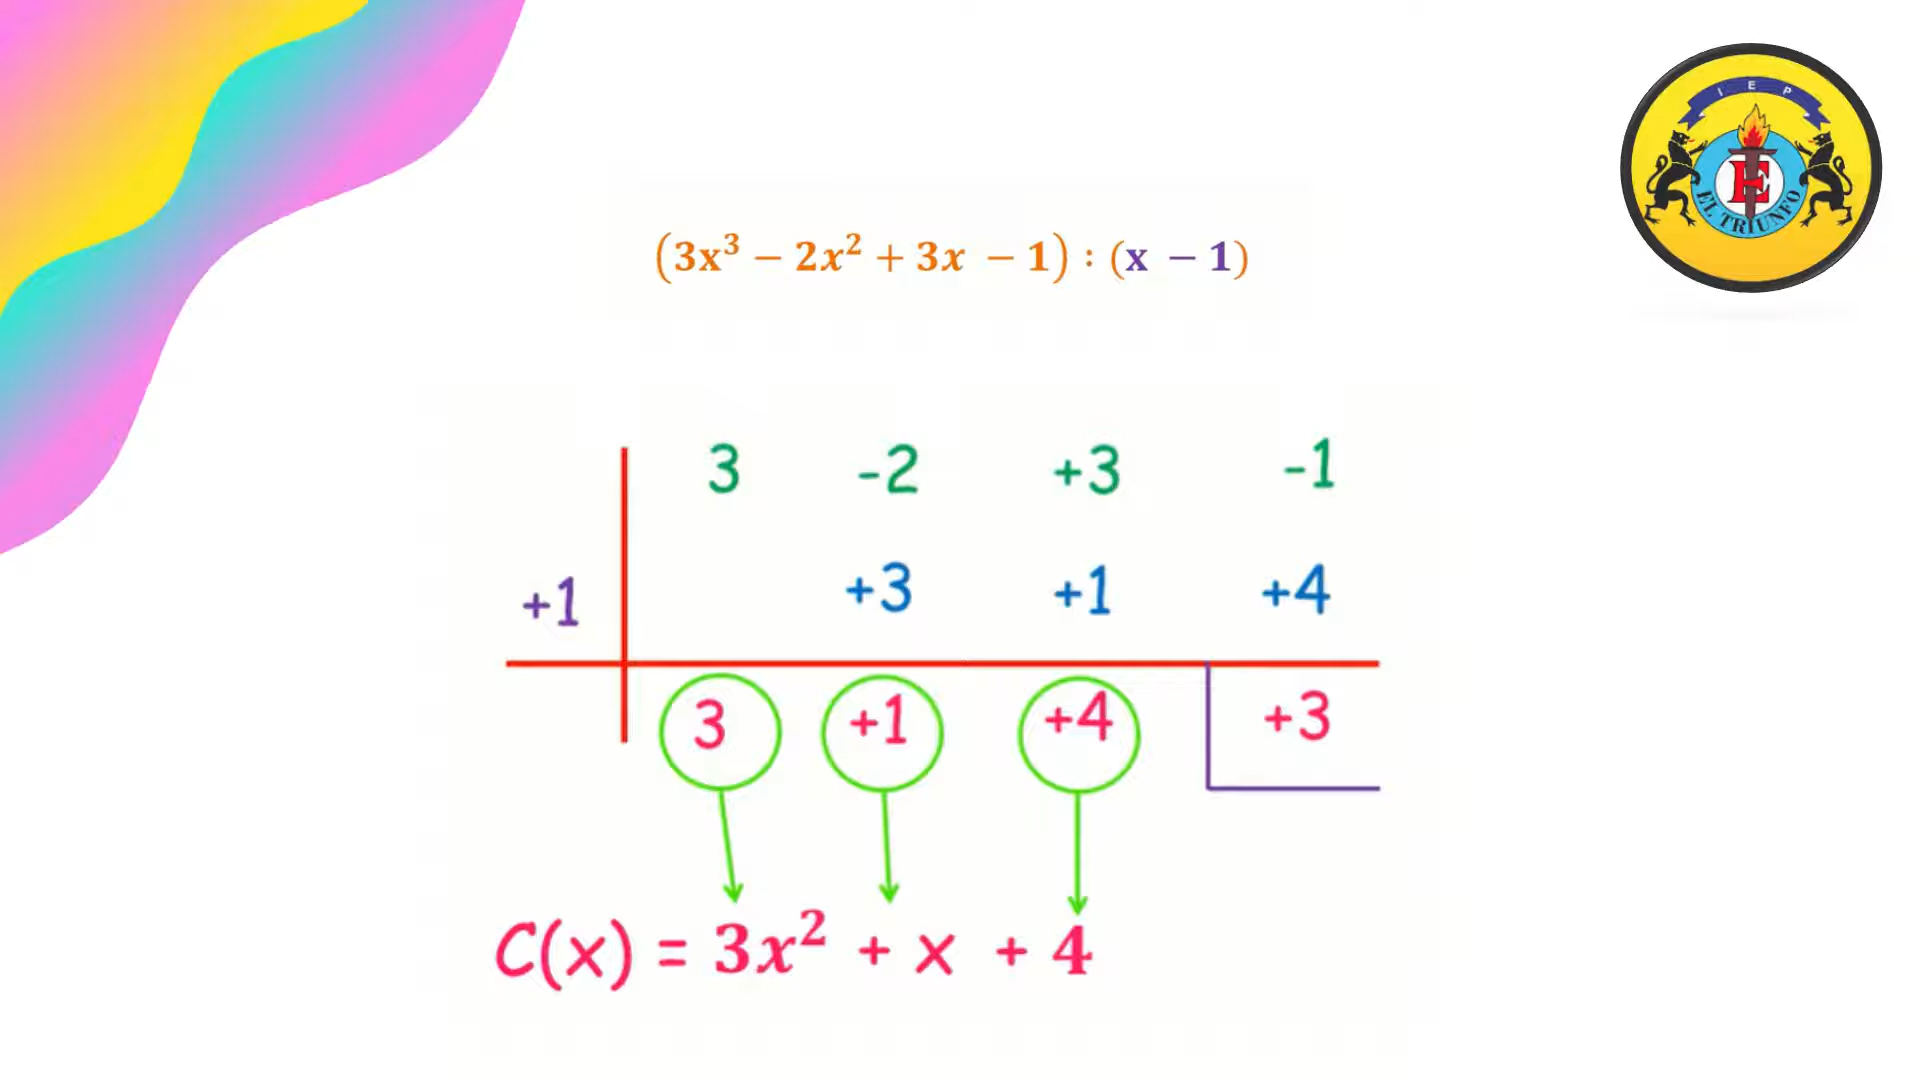 I E P
EL TRIUNFO
E
(3x³ − 2x² + 3x − 1) : (x − 1)
3 -2 +3 -1
+1 +3 +1 +4
3 +1 +4 +3
C(x) = 3x² + x + 4